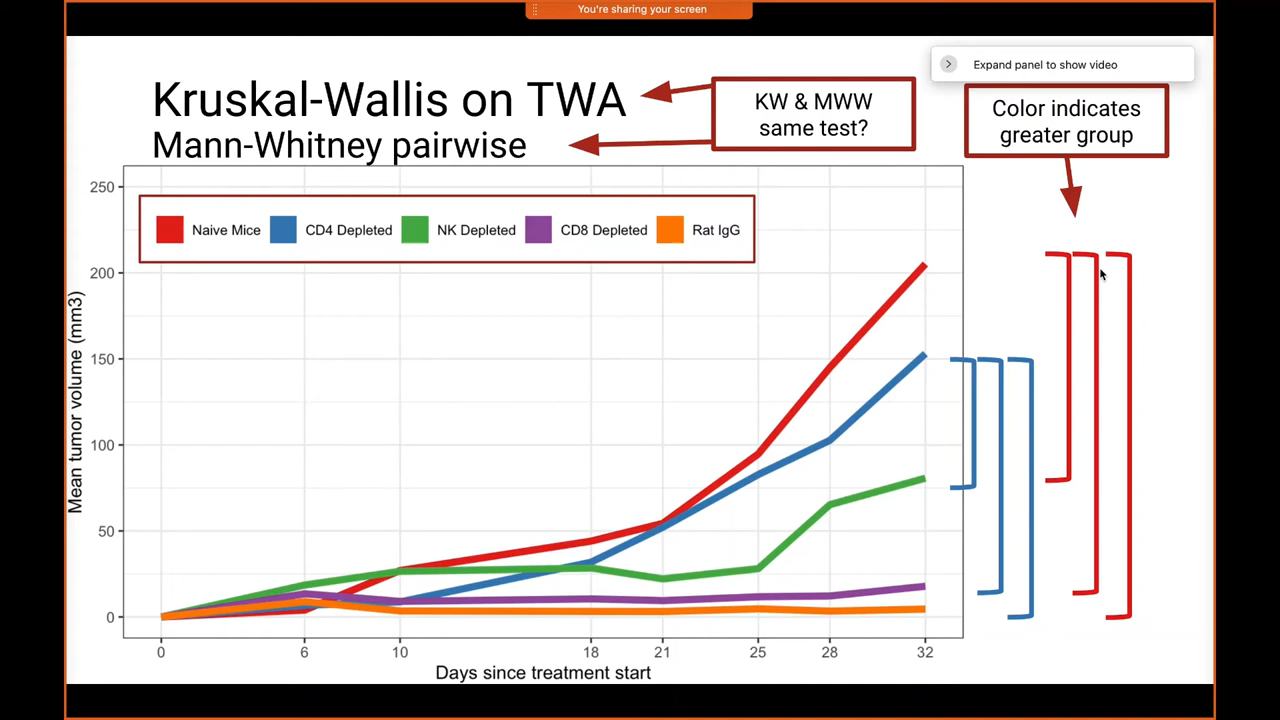 You're sharing your screen
Expand panel to show video
Kruskal-Wallis on TWA
Mann-Whitney pairwise
KW & MWW
same test?
Color indicates
greater group
Naive Mice CD4 Depleted NK Depleted CD8 Depleted Rat IgG
Mean tumor volume (mm3)
250
200
150
100
50
0
0 6 10 18 21 25 28 32
Days since treatment start